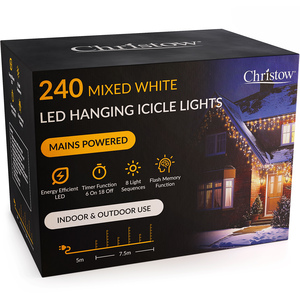 Christow
240 MIXED WHITE
LED HANGING ICICLE LIGHTS
MAINS POWERED
Energy Efficient
LED
Timer Function
6 On 18 Off
8 Light
Sequences
Flash Memory
Function
INDOOR & OUTDOOR USE
5m
7.5m